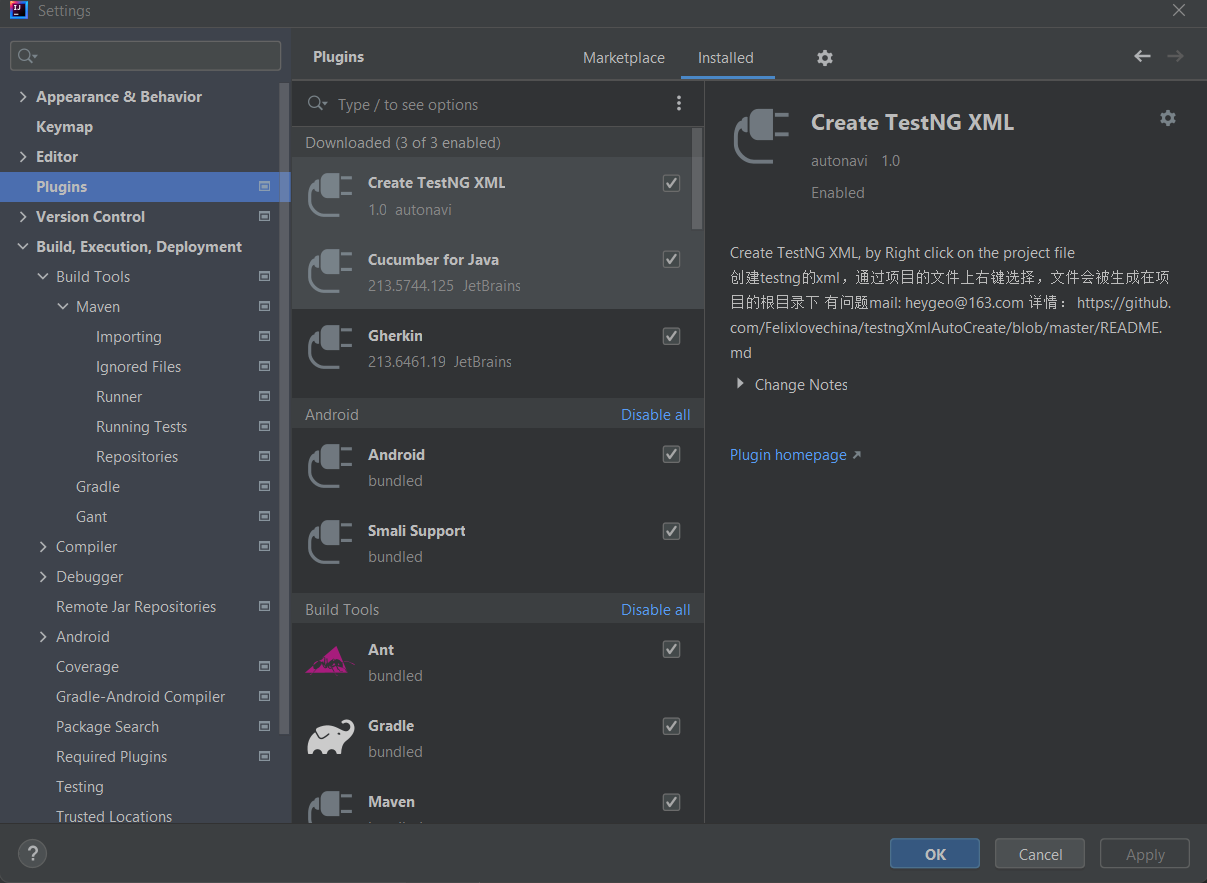 Settings
Appearance & Behavior
Keymap
Editor
Plugins
Version Control
Build, Execution, Deployment
Build Tools
Maven
Importing
Ignored Files
Runner
Running Tests
Repositories
Gradle
Gant
Compiler
Debugger
Remote Jar Repositories
Android
Coverage
Gradle-Android Compiler
Package Search
Required Plugins
Testing
Trusted Locations
Plugins
Marketplace
Installed
Type / to see options
Downloaded (3 of 3 enabled)
Create TestNG XML
1.0 autonavi
Cucumber for Java
213.5744.125 JetBrains
Gherkin
213.6461.19 JetBrains
Android Disable all
Android
bundled
Smali Support
bundled
Build Tools Disable all
Ant
bundled
Gradle
bundled
Maven
Create TestNG XML
autonavi 1.0
Enabled
Create TestNG XML, by Right click on the project file
创建testng的xml，通过项目的文件上右键选择，文件会被生成在项
目的根目录下 有问题mail: heygeo@163.com 详情： https://github.
com/Felixlovechina/testngXmlAutoCreate/blob/master/README.
md
Change Notes
Plugin homepage
?
OK
Cancel
Apply